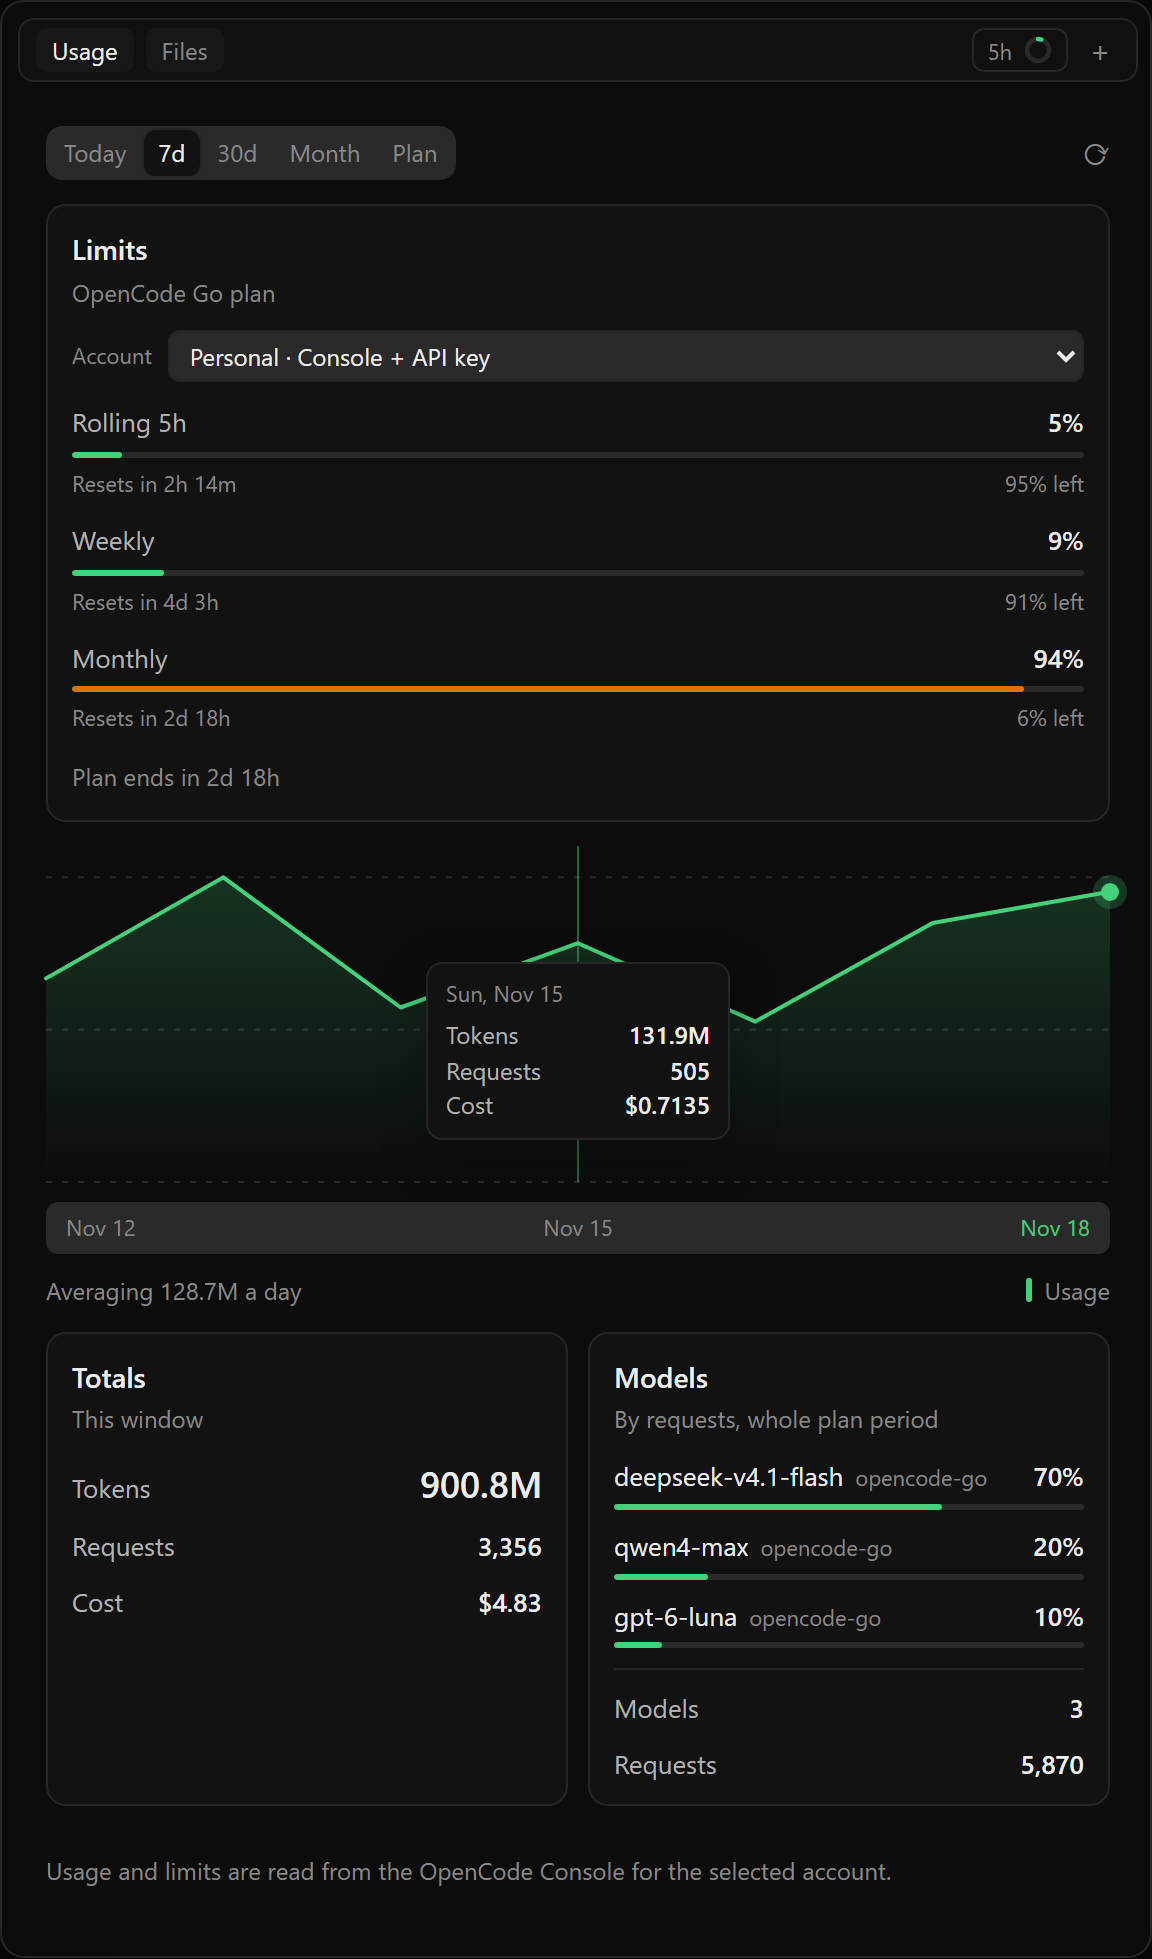 Usage Files 5h +
Today 7d 30d Month Plan
Limits
OpenCode Go plan
Account Personal · Console + API key
Rolling 5h 5%
Resets in 2h 14m 95% left
Weekly 9%
Resets in 4d 3h 91% left
Monthly 94%
Resets in 2d 18h 6% left
Plan ends in 2d 18h
Sun, Nov 15
Tokens 131.9M
Requests 505
Cost $0.7135
Nov 12 Nov 15 Nov 18
Averaging 128.7M a day Usage
Totals
This window
Tokens 900.8M
Requests 3,356
Cost $4.83
Models
By requests, whole plan period
deepseek-v4.1-flash opencode-go 70%
qwen4-max opencode-go 20%
gpt-6-luna opencode-go 10%
Models 3
Requests 5,870
Usage and limits are read from the OpenCode Console for the selected account.